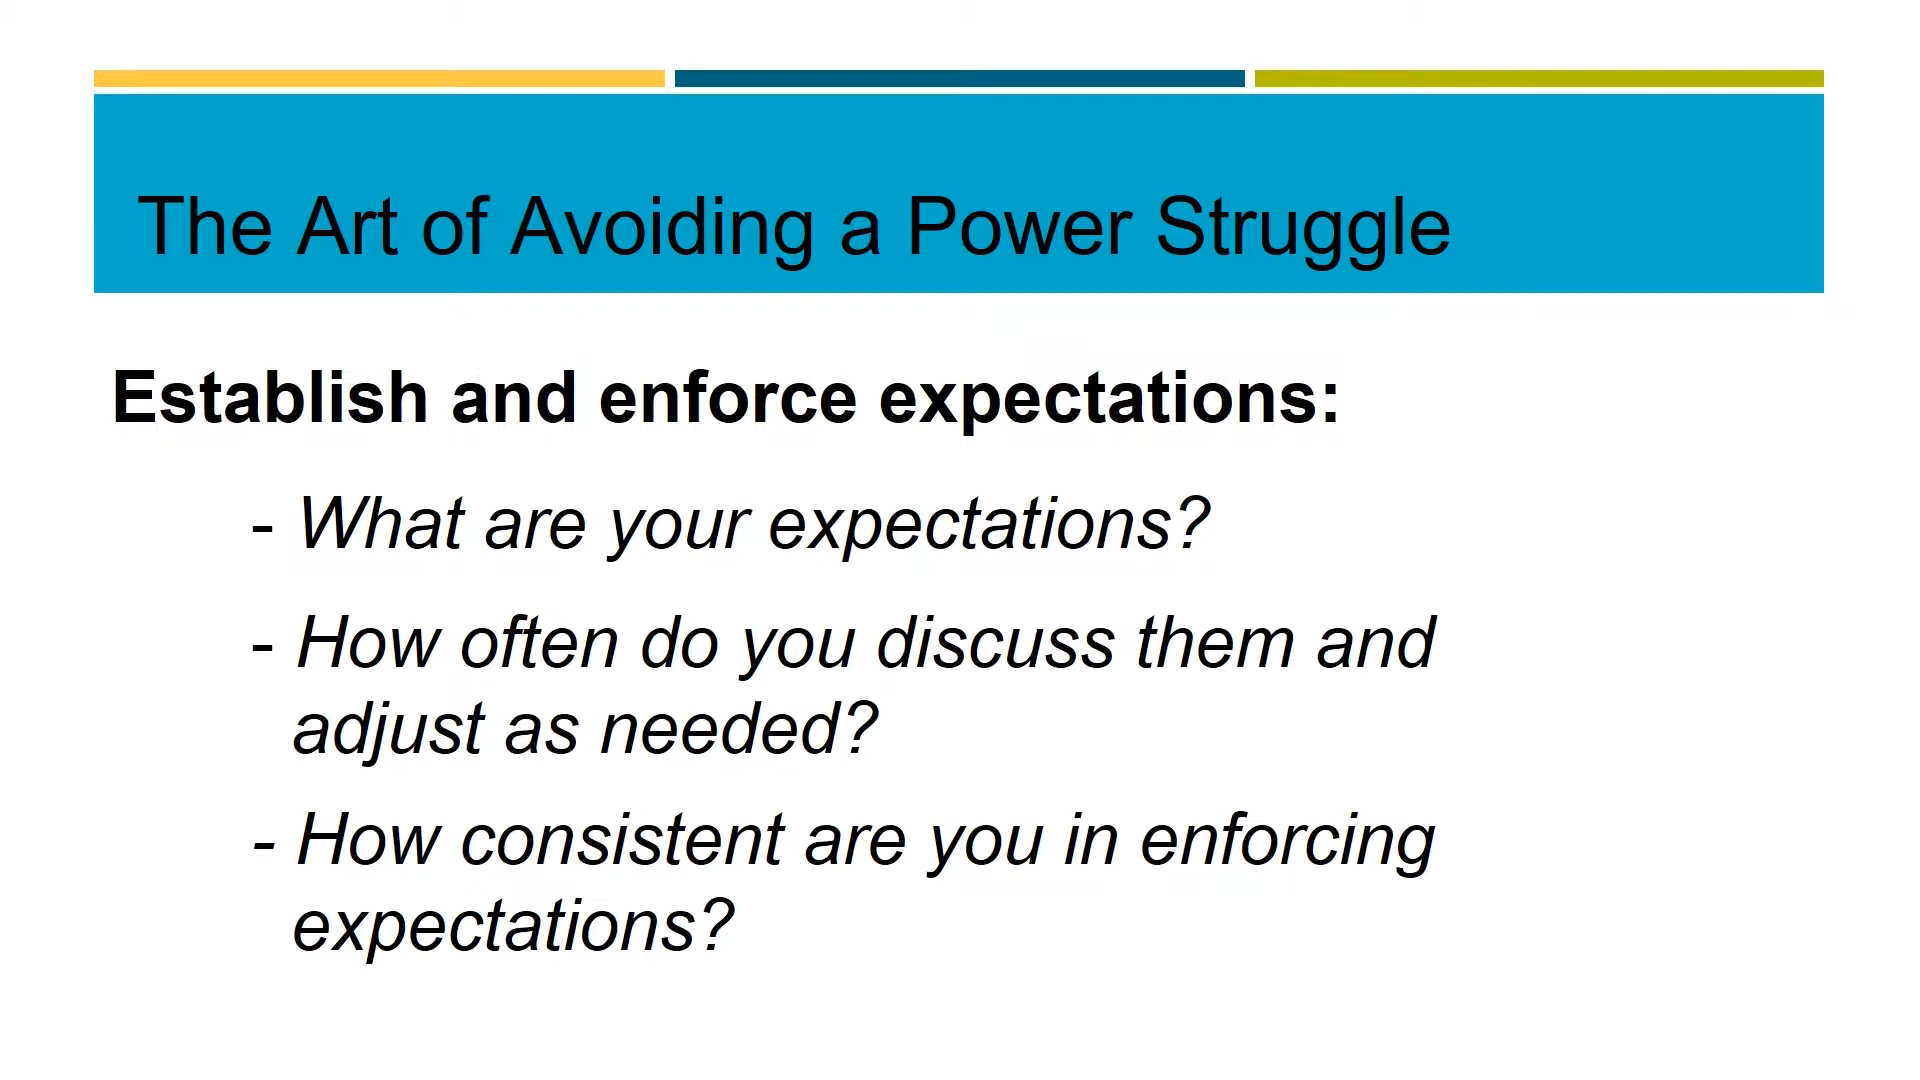 The Art of Avoiding a Power Struggle
Establish and enforce expectations:
- What are your expectations?
- How often do you discuss them and
adjust as needed?
- How consistent are you in enforcing
expectations?